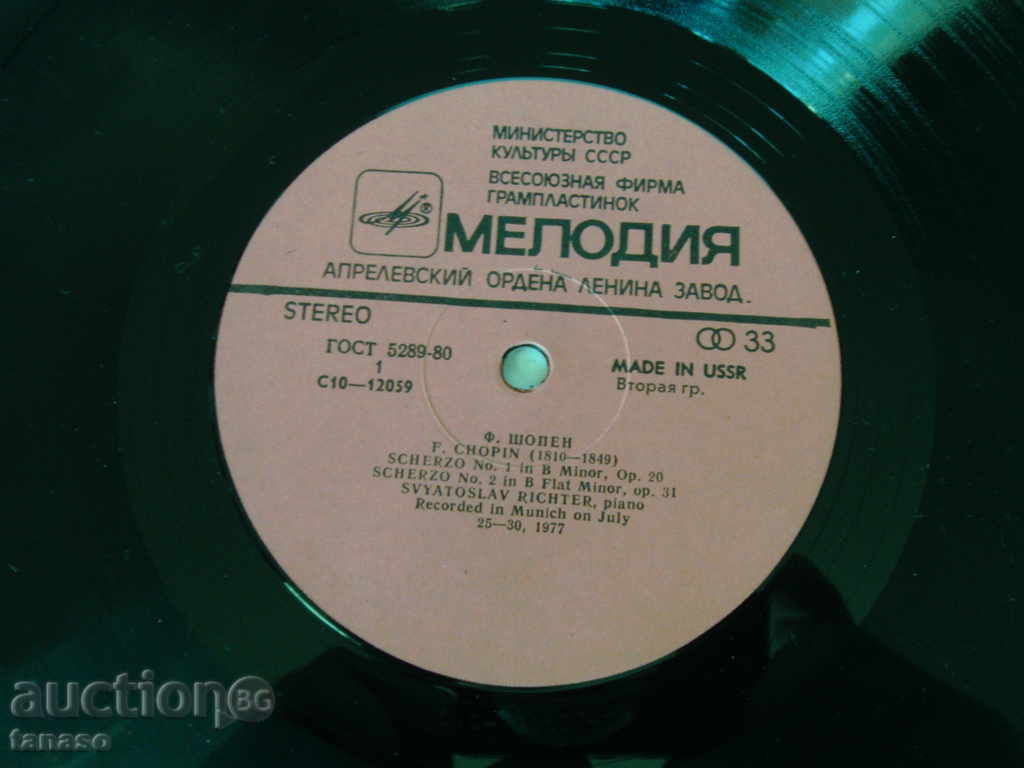 МИНИСТЕРСТВО
КУЛЬТУРЫ СССР
ВСЕСОЮЗНАЯ ФИРМА
ГРАМПЛАСТИНОК
®
МЕЛОДИЯ
АПРЕЛЕВСКИЙ ОРДЕНА ЛЕНИНА ЗАВОД
STEREO
33
ГОСТ 5289-80
1
С10—12059
MADE IN USSR
Вторая гр.
Ф. ШОПЕН
F. CHOPIN (1810—1849)
SCHERZO No. 1 in B Minor, Op. 20
SCHERZO No. 2 in B Flat Minor, op. 31
SVYATOSLAV RICHTER, piano
Recorded in Munich on July
25—30, 1977
auction BG
tanaso